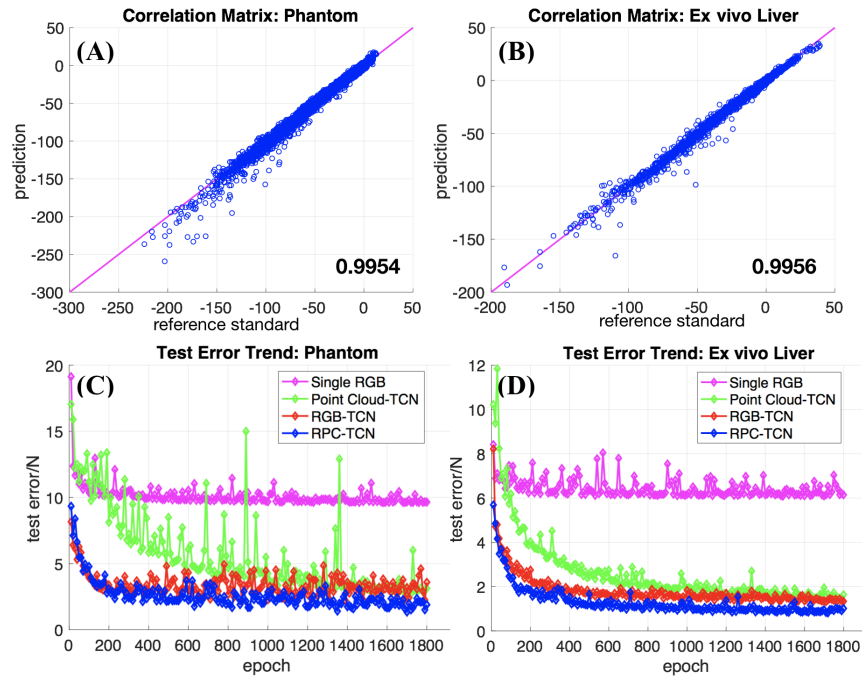 Correlation Matrix: Phantom
(A)
50
0
-50
-100
-150
-200
-250
-300
prediction
-300
-250
-200
-150
-100
-50
0
50
reference standard
0.9954
Correlation Matrix: Ex vivo Liver
(B)
50
0
-50
-100
-150
-200
prediction
-200
-150
-100
-50
0
50
reference standard
0.9956
Test Error Trend: Phantom
(C)
20
15
10
5
0
test error/N
0
200
400
600
800
1000
1200
1400
1600
1800
epoch
Single RGB
Point Cloud-TCN
RGB-TCN
RPC-TCN
Test Error Trend: Ex vivo Liver
(D)
12
10
8
6
4
2
0
test error/N
0
200
400
600
800
1000
1200
1400
1600
1800
epoch
Single RGB
Point Cloud-TCN
RGB-TCN
RPC-TCN